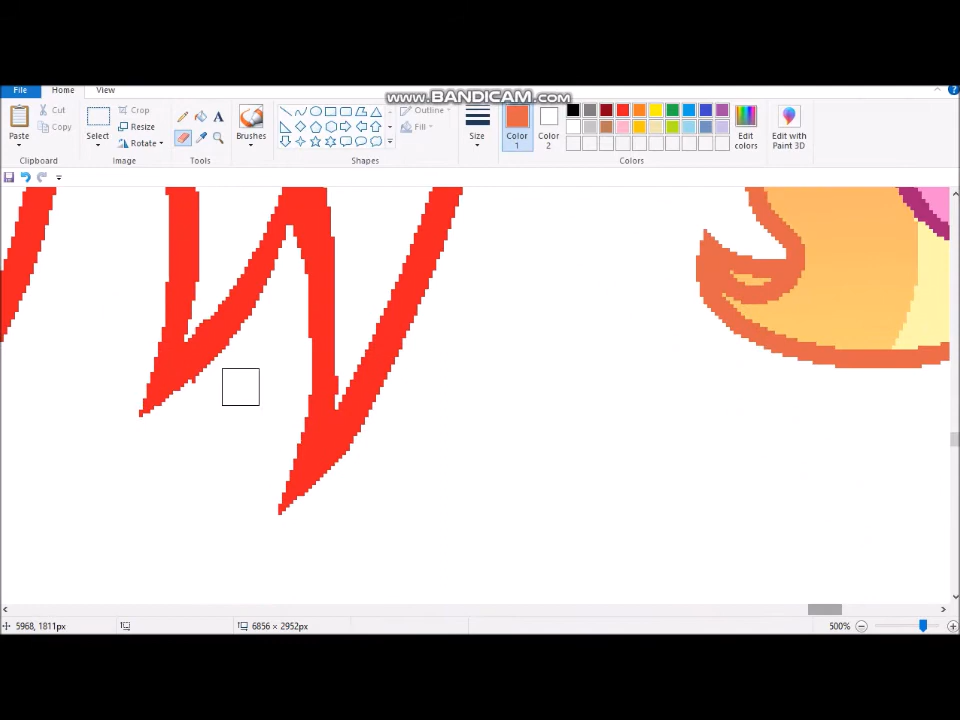 www.BANDICAM.com
File Home View
Paste
Cut
Copy
Clipboard
Select
Crop
Resize
Rotate
Image
A
Tools
Brushes
Outline
Fill
Shapes
Size
Color 1
Color 2
Edit colors
Colors
Edit with Paint 3D
5968, 1811px
6856 × 2952px
500%